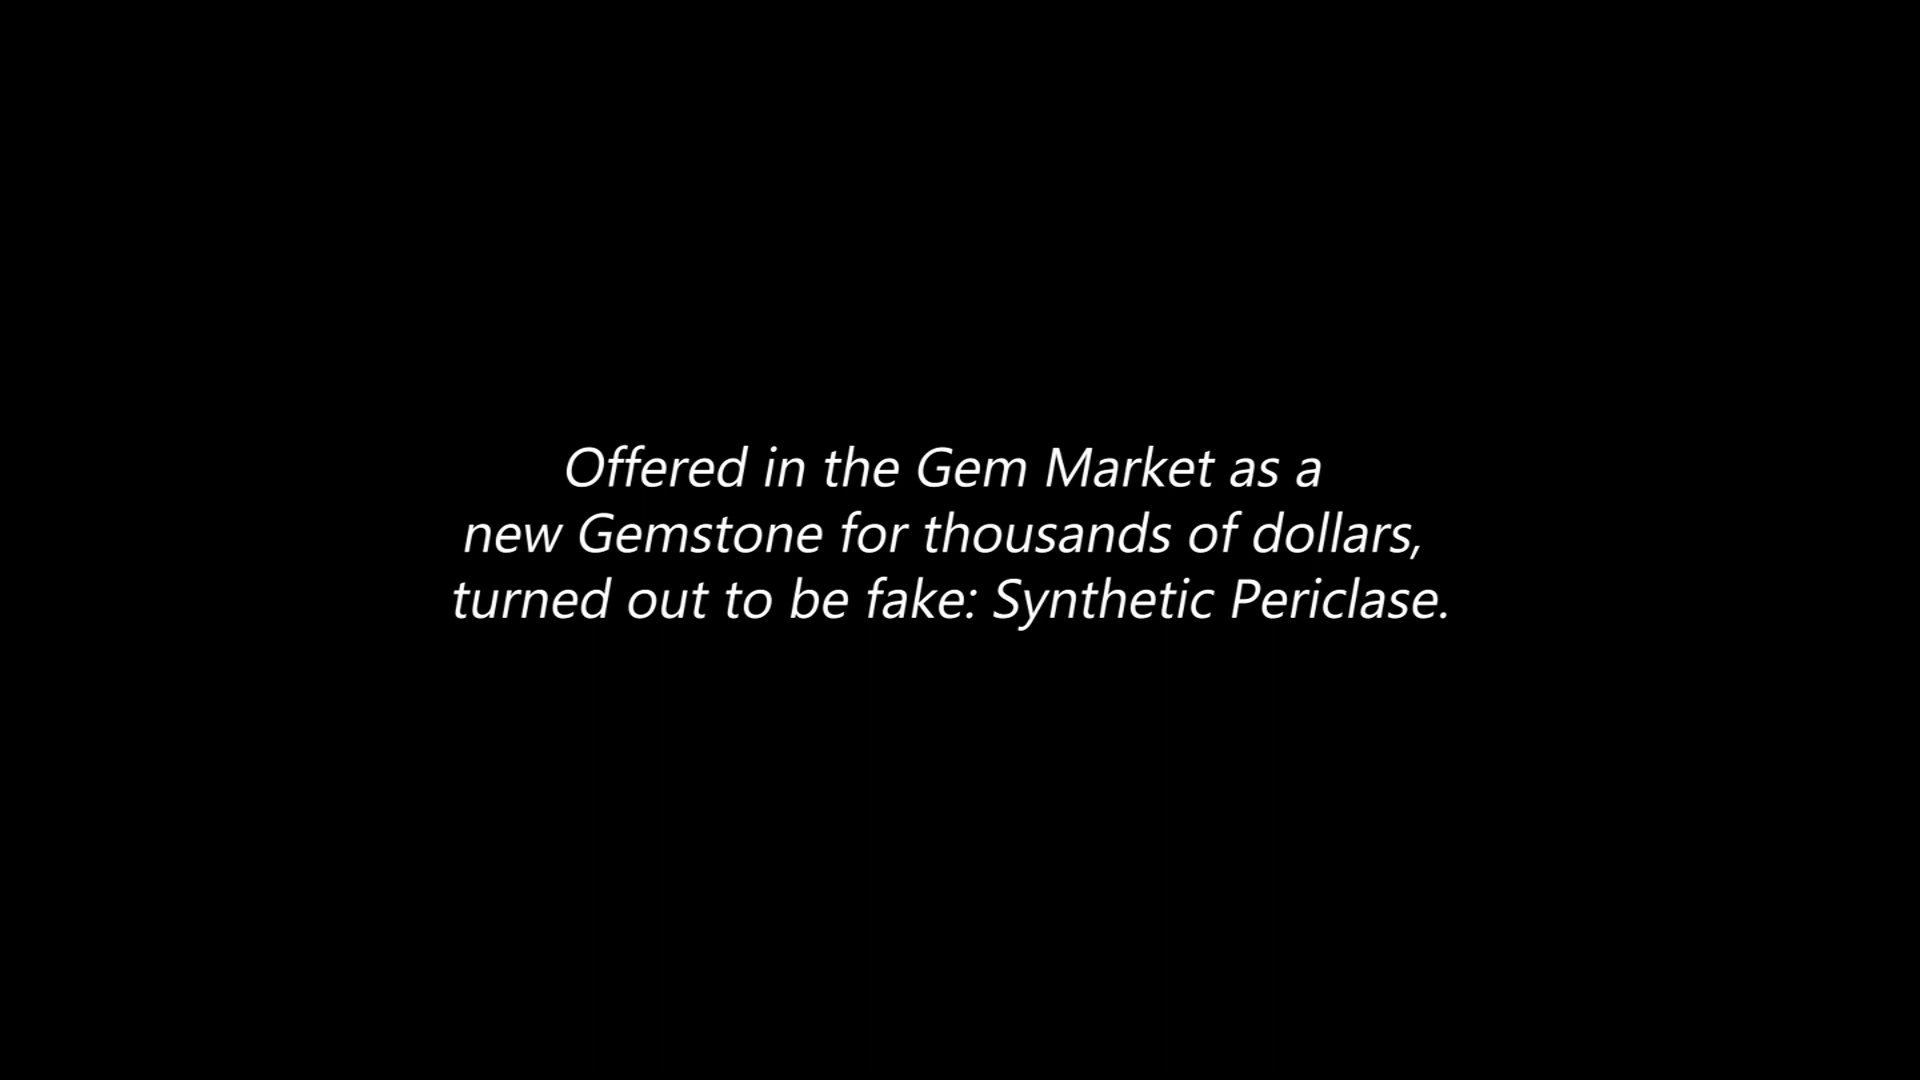 Offered in the Gem Market as a
new Gemstone for thousands of dollars,
turned out to be fake: Synthetic Periclase.